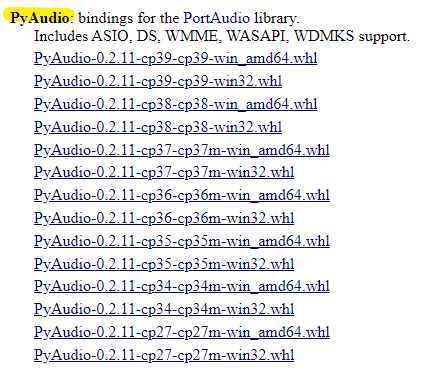 PyAudio: bindings for the PortAudio library.
Includes ASIO, DS, WMME, WASAPI, WDMKS support.
PyAudio-0.2.11-cp39-cp39-win_amd64.whl
PyAudio-0.2.11-cp39-cp39-win32.whl
PyAudio-0.2.11-cp38-cp38-win_amd64.whl
PyAudio-0.2.11-cp38-cp38-win32.whl
PyAudio-0.2.11-cp37-cp37m-win_amd64.whl
PyAudio-0.2.11-cp37-cp37m-win32.whl
PyAudio-0.2.11-cp36-cp36m-win_amd64.whl
PyAudio-0.2.11-cp36-cp36m-win32.whl
PyAudio-0.2.11-cp35-cp35m-win_amd64.whl
PyAudio-0.2.11-cp35-cp35m-win32.whl
PyAudio-0.2.11-cp34-cp34m-win_amd64.whl
PyAudio-0.2.11-cp34-cp34m-win32.whl
PyAudio-0.2.11-cp27-cp27m-win_amd64.whl
PyAudio-0.2.11-cp27-cp27m-win32.whl